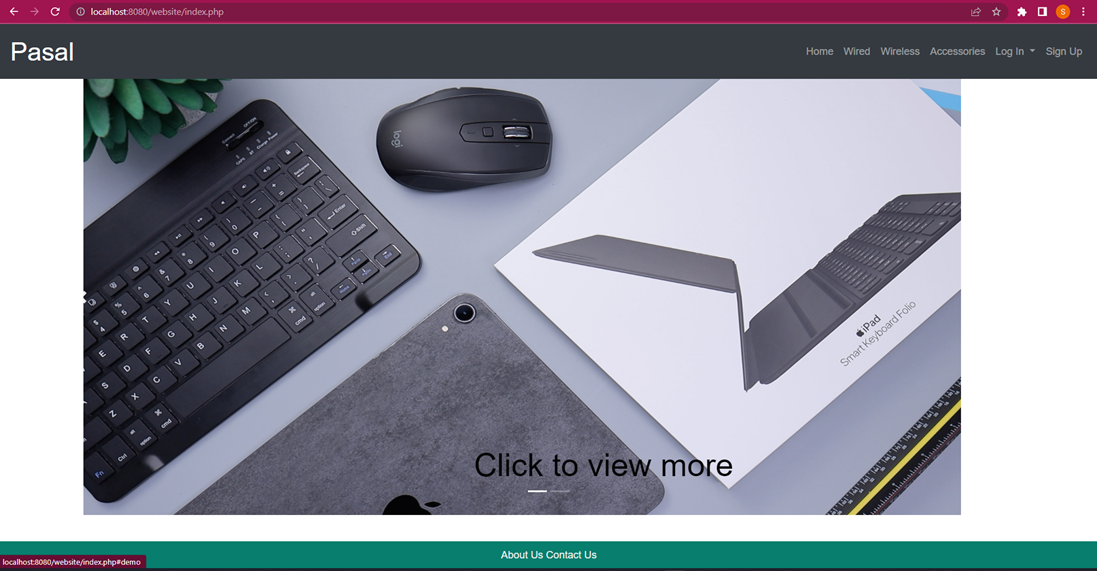 localhost:8080/website/index.php
S
Pasal
Home Wired Wireless Accessories Log In Sign Up
logi
iPad
Smart Keyboard Folio
Click to view more
About Us Contact Us
localhost:8080/website/index.php#demo